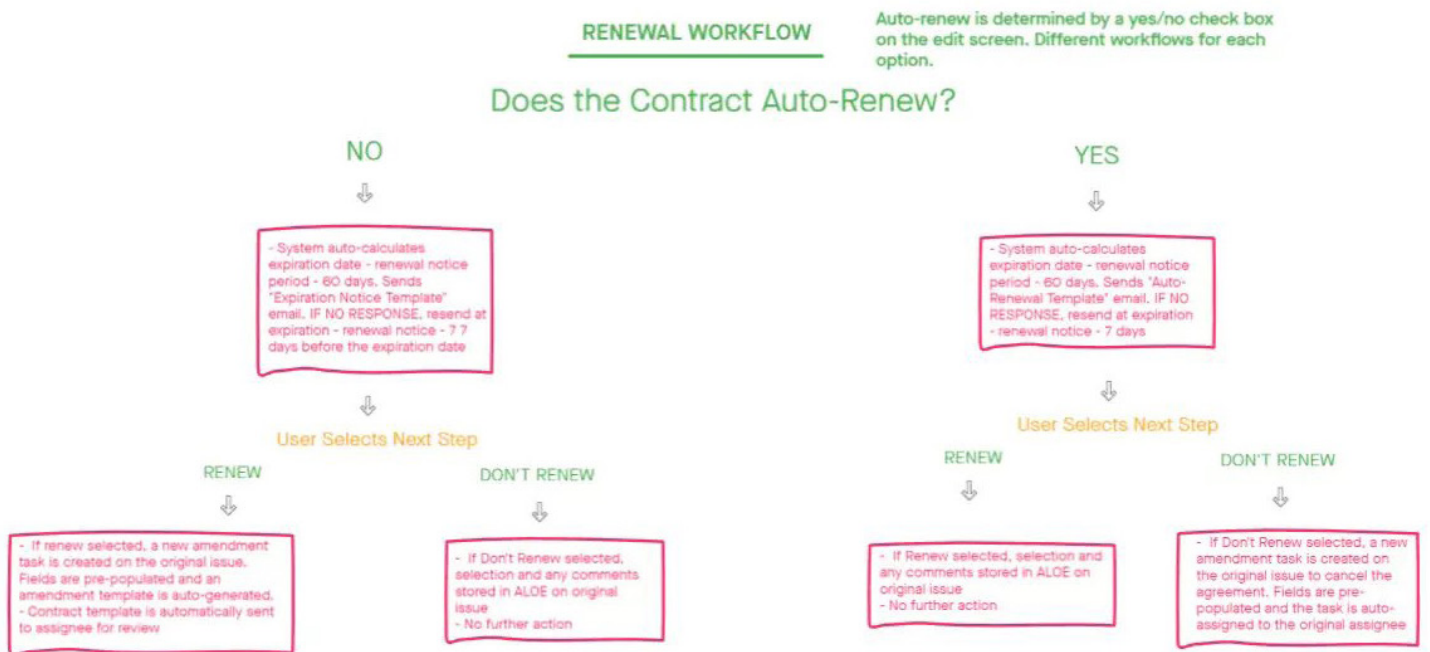 RENEWAL WORKFLOW
Auto-renew is determined by a yes/no check box
on the edit screen. Different workflows for each
option.
Does the Contract Auto-Renew?
NO
- System auto-calculates
expiration date - renewal notice
period - 60 days. Sends
"Expiration Notice Template"
email. IF NO RESPONSE, resend at
expiration - renewal notice - 7 7
days before the expiration date
User Selects Next Step
RENEW
- If renew selected, a new amendment
task is created on the original issue.
Fields are pre-populated and an
amendment template is auto-generated.
- Contract template is automatically sent
to assignee for review
DON'T RENEW
- If Don't Renew selected,
selection and any comments
stored in ALOE on original
issue
- No further action
YES
- System auto-calculates
expiration date - renewal notice
period - 60 days. Sends "Auto-
Renewal Template" email. IF NO
RESPONSE, resend at expiration
- renewal notice - 7 days
User Selects Next Step
RENEW
- If Renew selected, selection and
any comments stored in ALOE on
original issue
- No further action
DON'T RENEW
- If Don't Renew selected, a new
amendment task is created on
the original issue to cancel the
agreement. Fields are pre-
populated and the task is auto-
assigned to the original assignee